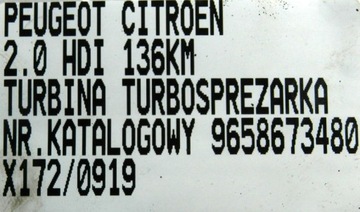 PEUGEOT CITROEN
2.0 HDI 136KM
TURBINA TURBOSPREZARKA
NR.KATALOGOWY 9658673480
X172/0919